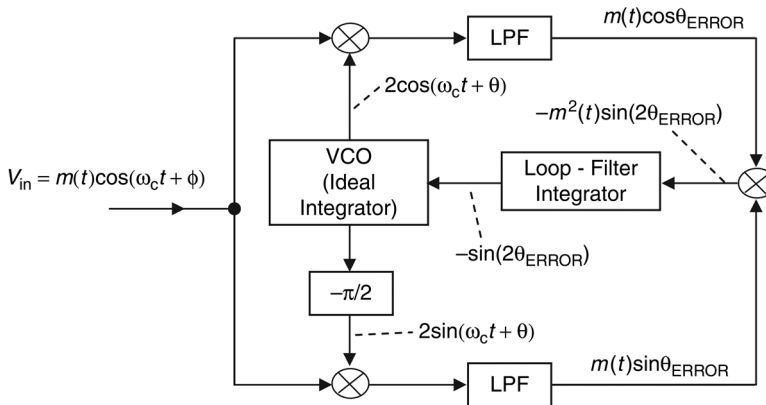 m(t)cosθERROR
LPF
2cos(ωct + θ)
–m²(t)sin(2θERROR)
VCO
(Ideal
Integrator)
Loop - Filter
Integrator
Vin = m(t)cos(ωct + ϕ)
–sin(2θERROR)
–π/2
2sin(ωct + θ)
m(t)sinθERROR
LPF